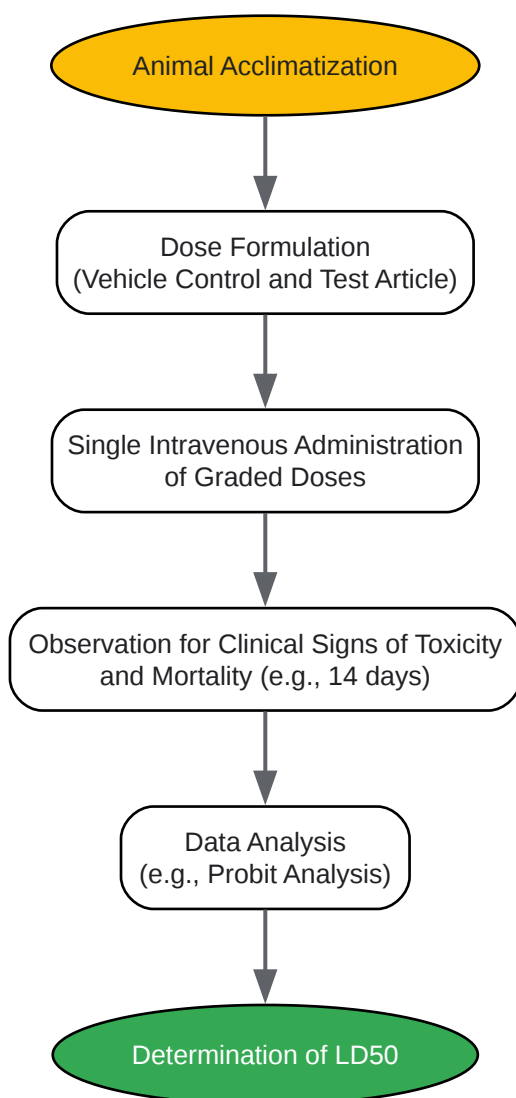 Animal Acclimatization
Dose Formulation
(Vehicle Control and Test Article)
Single Intravenous Administration
of Graded Doses
Observation for Clinical Signs of Toxicity
and Mortality (e.g., 14 days)
Data Analysis
(e.g., Probit Analysis)
Determination of LD50